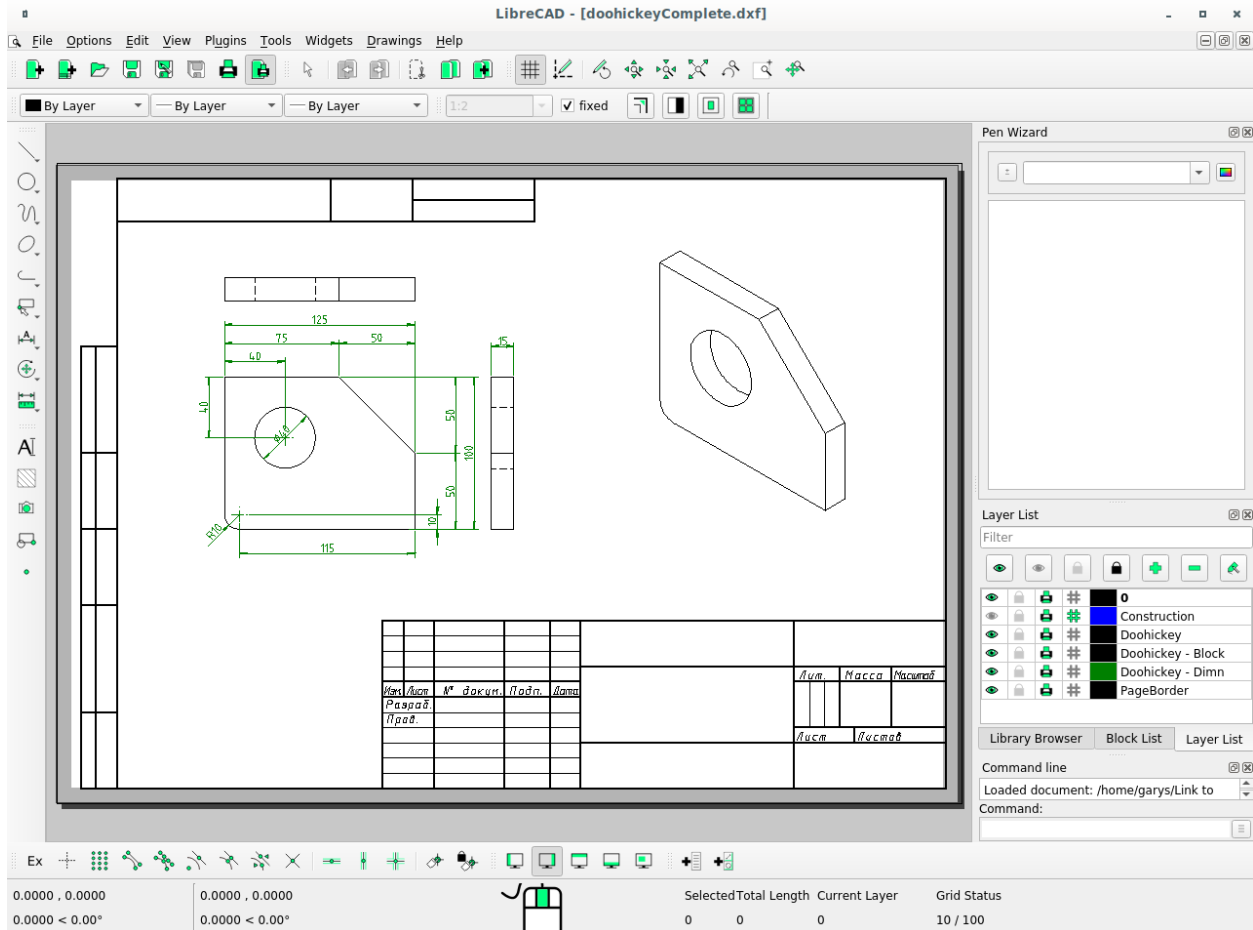 LibreCAD - [doohickeyComplete.dxf]
File Options Edit View Plugins Tools Widgets Drawings Help
By Layer — By Layer — By Layer 1:2 fixed
Pen Wizard
125
75 50
40
15
40
Ø40
50
100
50
R10
10
115
Изм. Лист № докум. Подп. Дата
Разраб.
Пров.
Лит. Масса Масштаб
Лист Листов
Layer List
Filter
0
Construction
Doohickey
Doohickey - Block
Doohickey - Dimn
PageBorder
Library Browser Block List Layer List
Command line
Loaded document: /home/garys/Link to
Command:
Ex
0.0000 , 0.0000 0.0000 , 0.0000 Selected Total Length Current Layer Grid Status
0.0000 < 0.00° 0.0000 < 0.00° 0 0 0 10 / 100